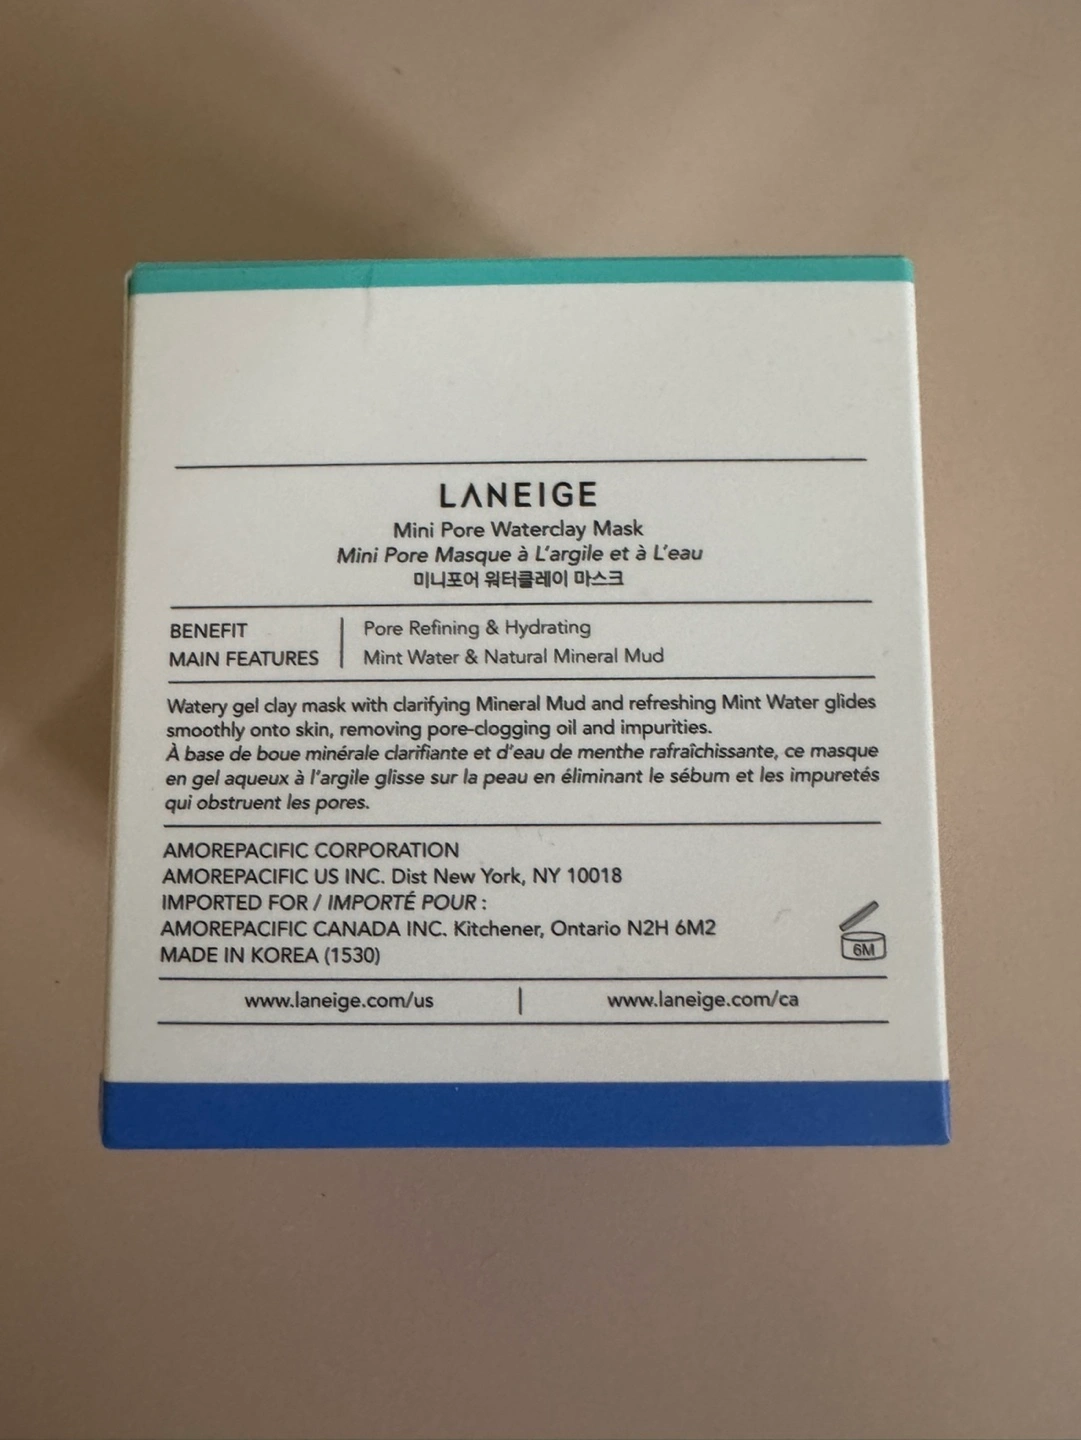 LANEIGE
Mini Pore Waterclay Mask
Mini Pore Masque à L'argile et à L'eau
미니포어 워터클레이 마스크
BENEFIT Pore Refining & Hydrating
MAIN FEATURES Mint Water & Natural Mineral Mud
Watery gel clay mask with clarifying Mineral Mud and refreshing Mint Water glides
smoothly onto skin, removing pore-clogging oil and impurities.
À base de boue minérale clarifiante et d'eau de menthe rafraîchissante, ce masque
en gel aqueux à l'argile glisse sur la peau en éliminant le sébum et les impuretés
qui obstruent les pores.
AMOREPACIFIC CORPORATION
AMOREPACIFIC US INC. Dist New York, NY 10018
IMPORTED FOR / IMPORTÉ POUR :
AMOREPACIFIC CANADA INC. Kitchener, Ontario N2H 6M2
MADE IN KOREA (1530)
6M
www.laneige.com/us www.laneige.com/ca